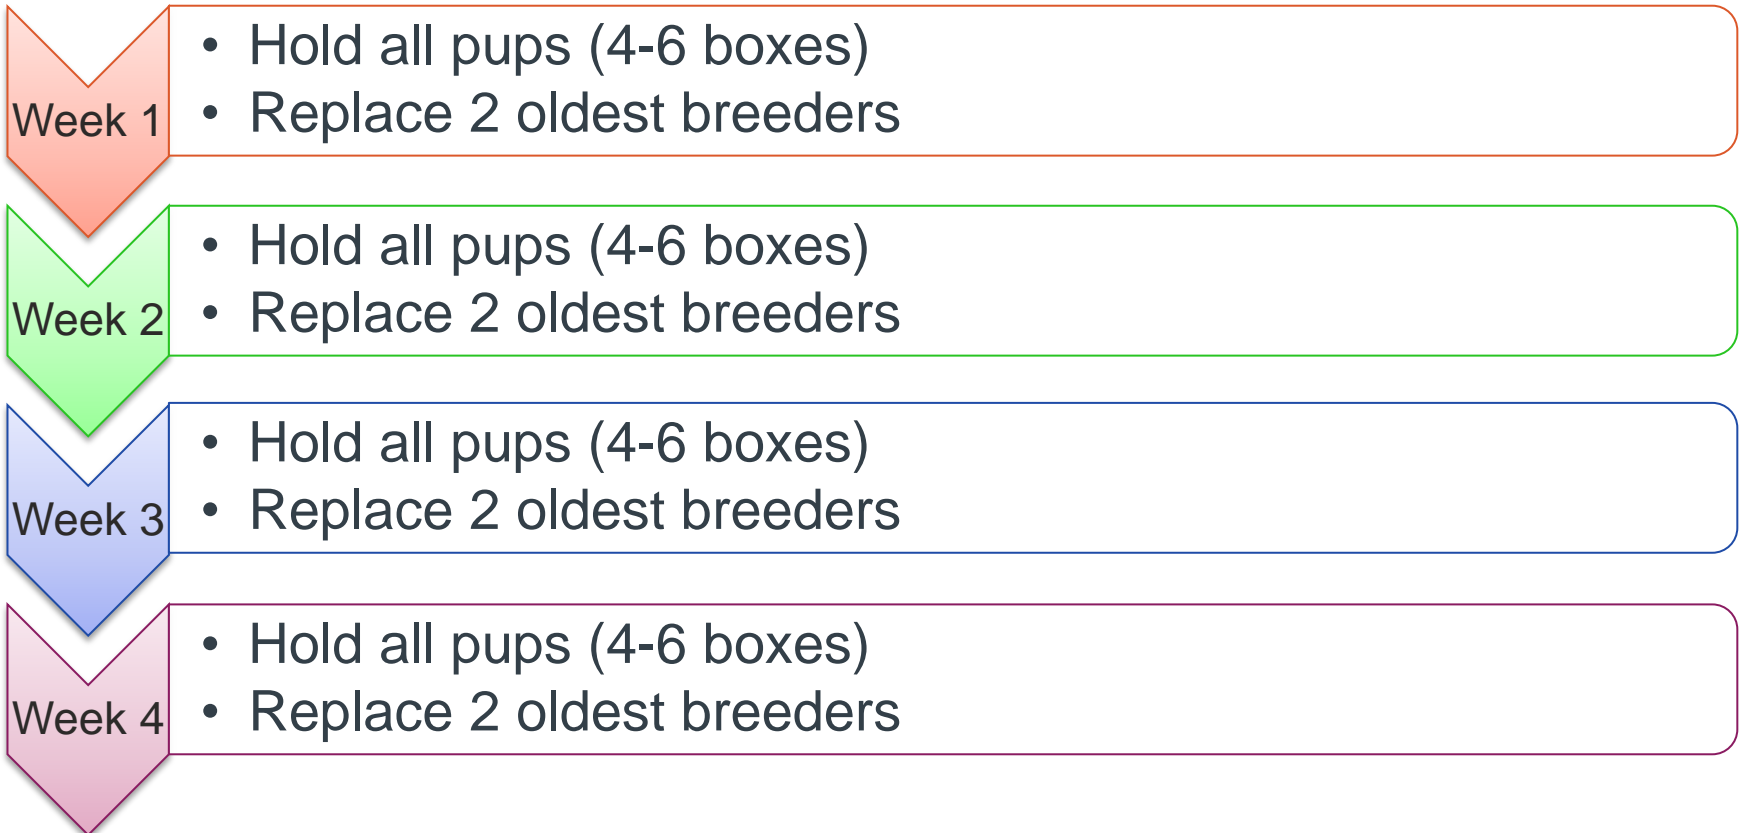 Week 1
• Hold all pups (4-6 boxes)
• Replace 2 oldest breeders
Week 2
• Hold all pups (4-6 boxes)
• Replace 2 oldest breeders
Week 3
• Hold all pups (4-6 boxes)
• Replace 2 oldest breeders
Week 4
• Hold all pups (4-6 boxes)
• Replace 2 oldest breeders